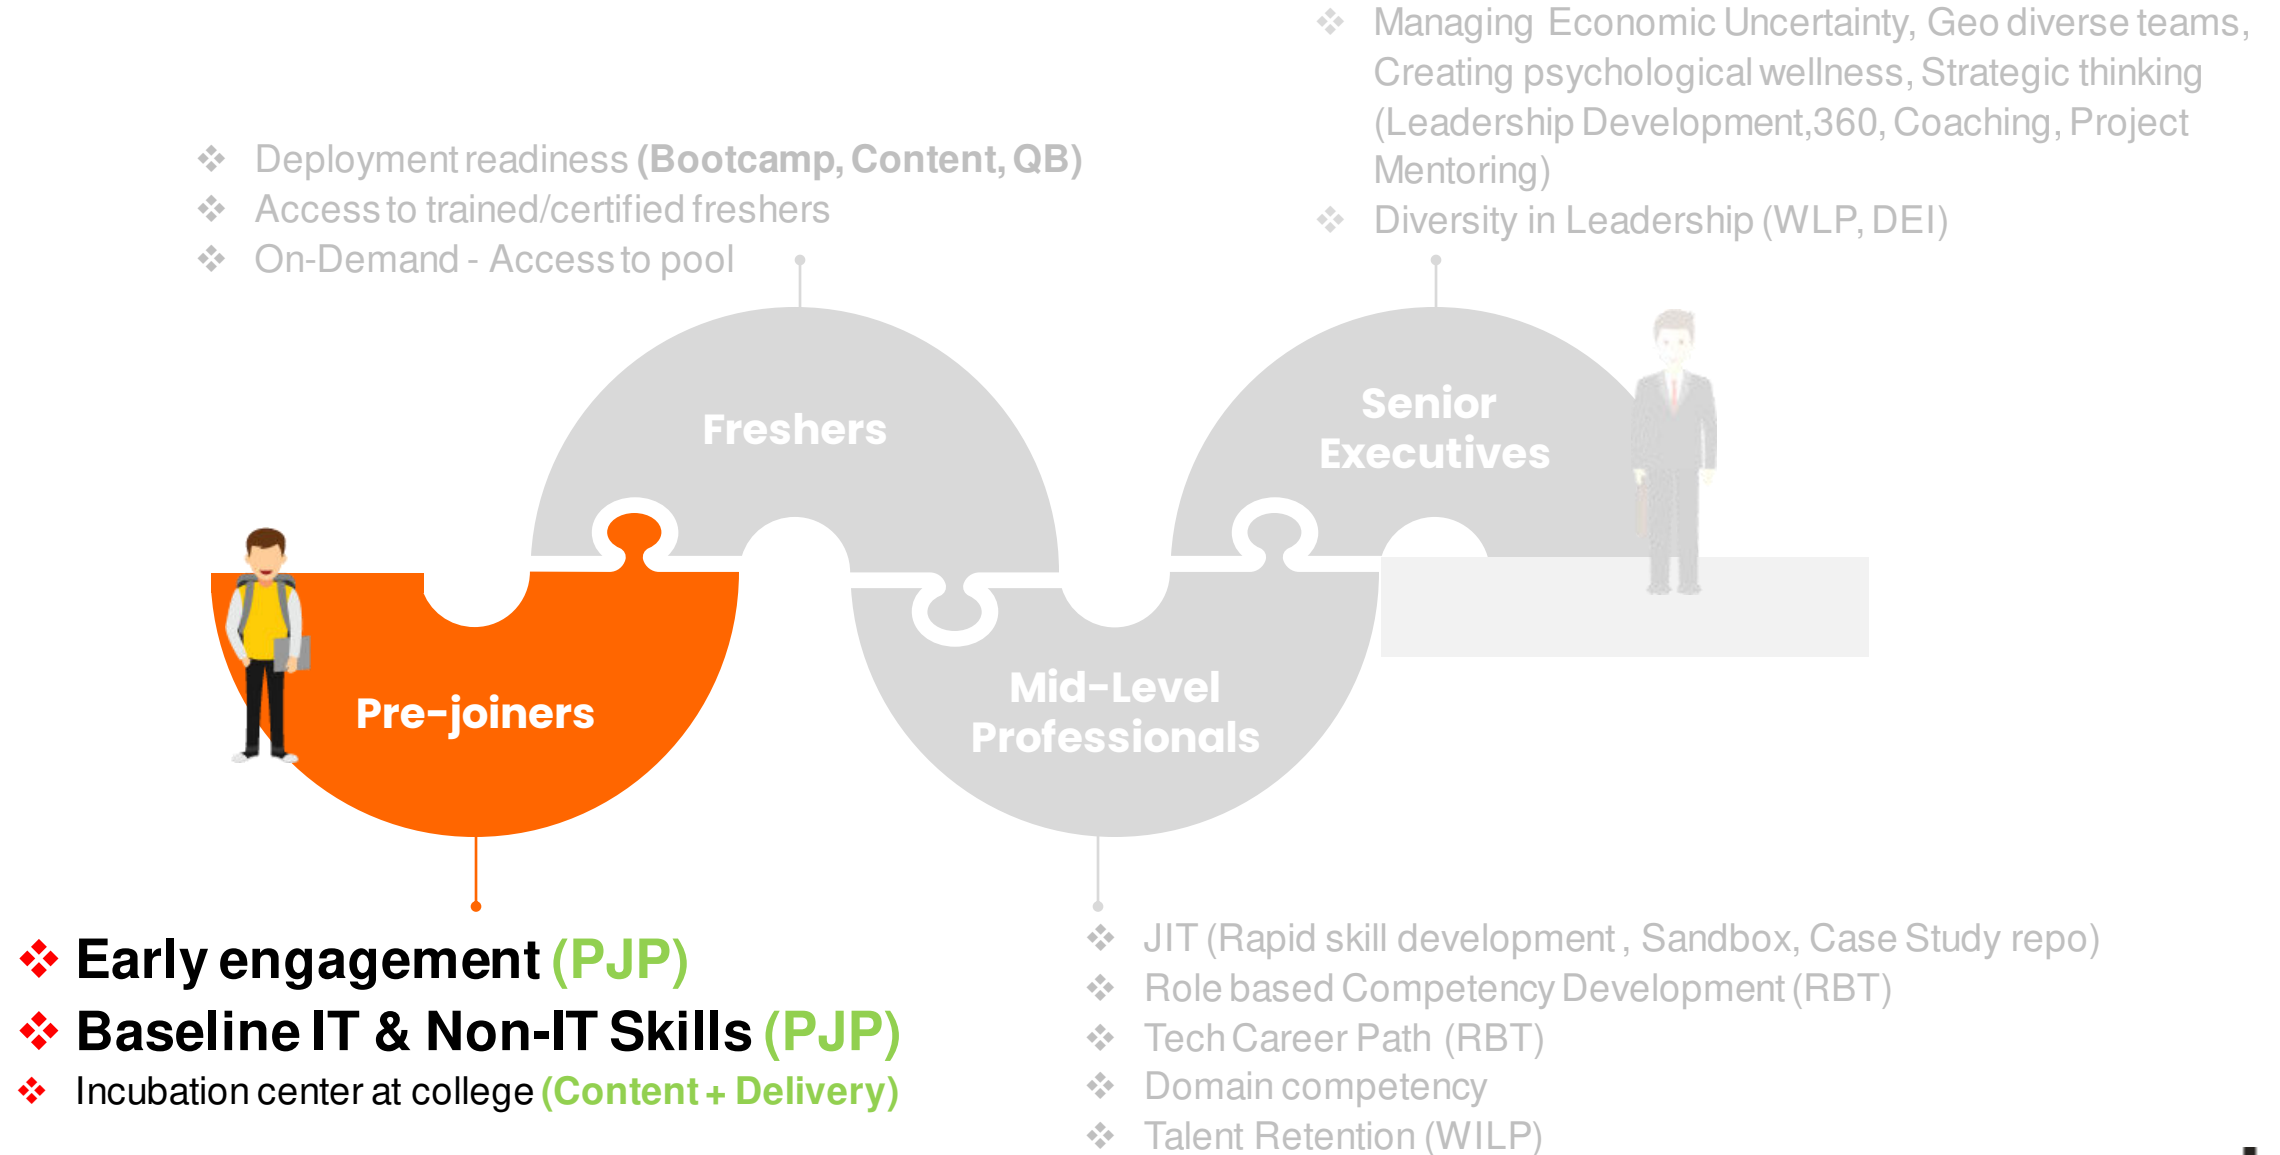 ❖ Managing Economic Uncertainty, Geo diverse teams,
Creating psychological wellness, Strategic thinking
(Leadership Development,360, Coaching, Project
Mentoring)
❖ Diversity in Leadership (WLP, DEI)
❖ Deployment readiness (Bootcamp, Content, QB)
❖ Access to trained/certified freshers
❖ On-Demand - Access to pool
Freshers
Senior
Executives
Pre-joiners
Mid-Level
Professionals
❖ Early engagement (PJP)
❖ Baseline IT & Non-IT Skills (PJP)
❖ Incubation center at college (Content + Delivery)
❖ JIT (Rapid skill development , Sandbox, Case Study repo)
❖ Role based Competency Development (RBT)
❖ Tech Career Path (RBT)
❖ Domain competency
❖ Talent Retention (WILP)